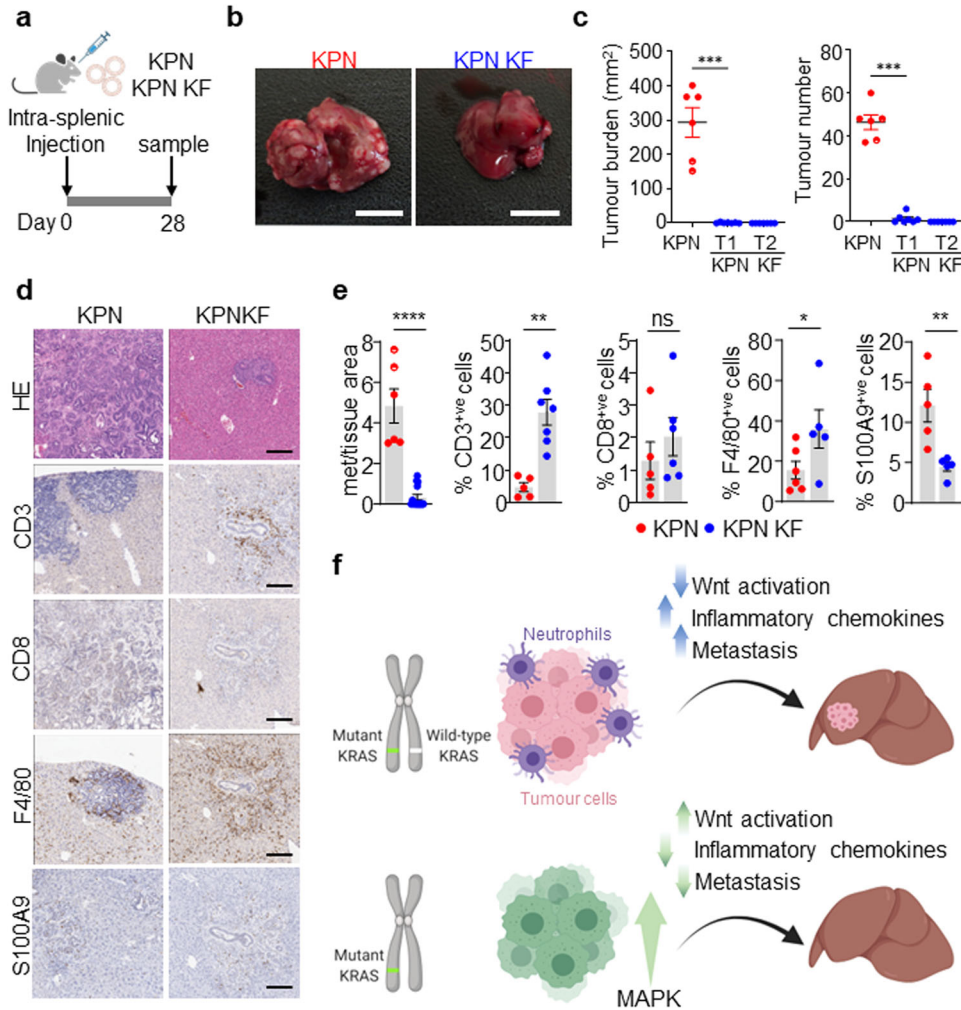 a
KPN
KPN KF
Intra-splenic
Injection
sample
Day 0
28
b
KPN
KPN KF
c
Tumour burden (mm²)
500
400
300
200
100
0
***
KPN
T1
T2
KPN KF
Tumour number
80
60
40
20
0
***
KPN
T1
T2
KPN KF
d
KPN
KPNKF
HE
CD3
CD8
F4/80
S100A9
e
met/tissue area
8
6
4
2
0
****
% CD3+ve cells
50
40
30
20
10
0
**
% CD8+ve cells
5
4
3
2
1
0
ns
% F4/80+ve cells
80
60
40
20
0
*
% S100A9+ve cells
20
15
10
5
0
**
KPN
KPN KF
f
Wnt activation
Inflammatory chemokines
Metastasis
Neutrophils
Mutant
KRAS
Wild-type
KRAS
Tumour cells
Wnt activation
Inflammatory chemokines
Metastasis
Mutant
KRAS
MAPK